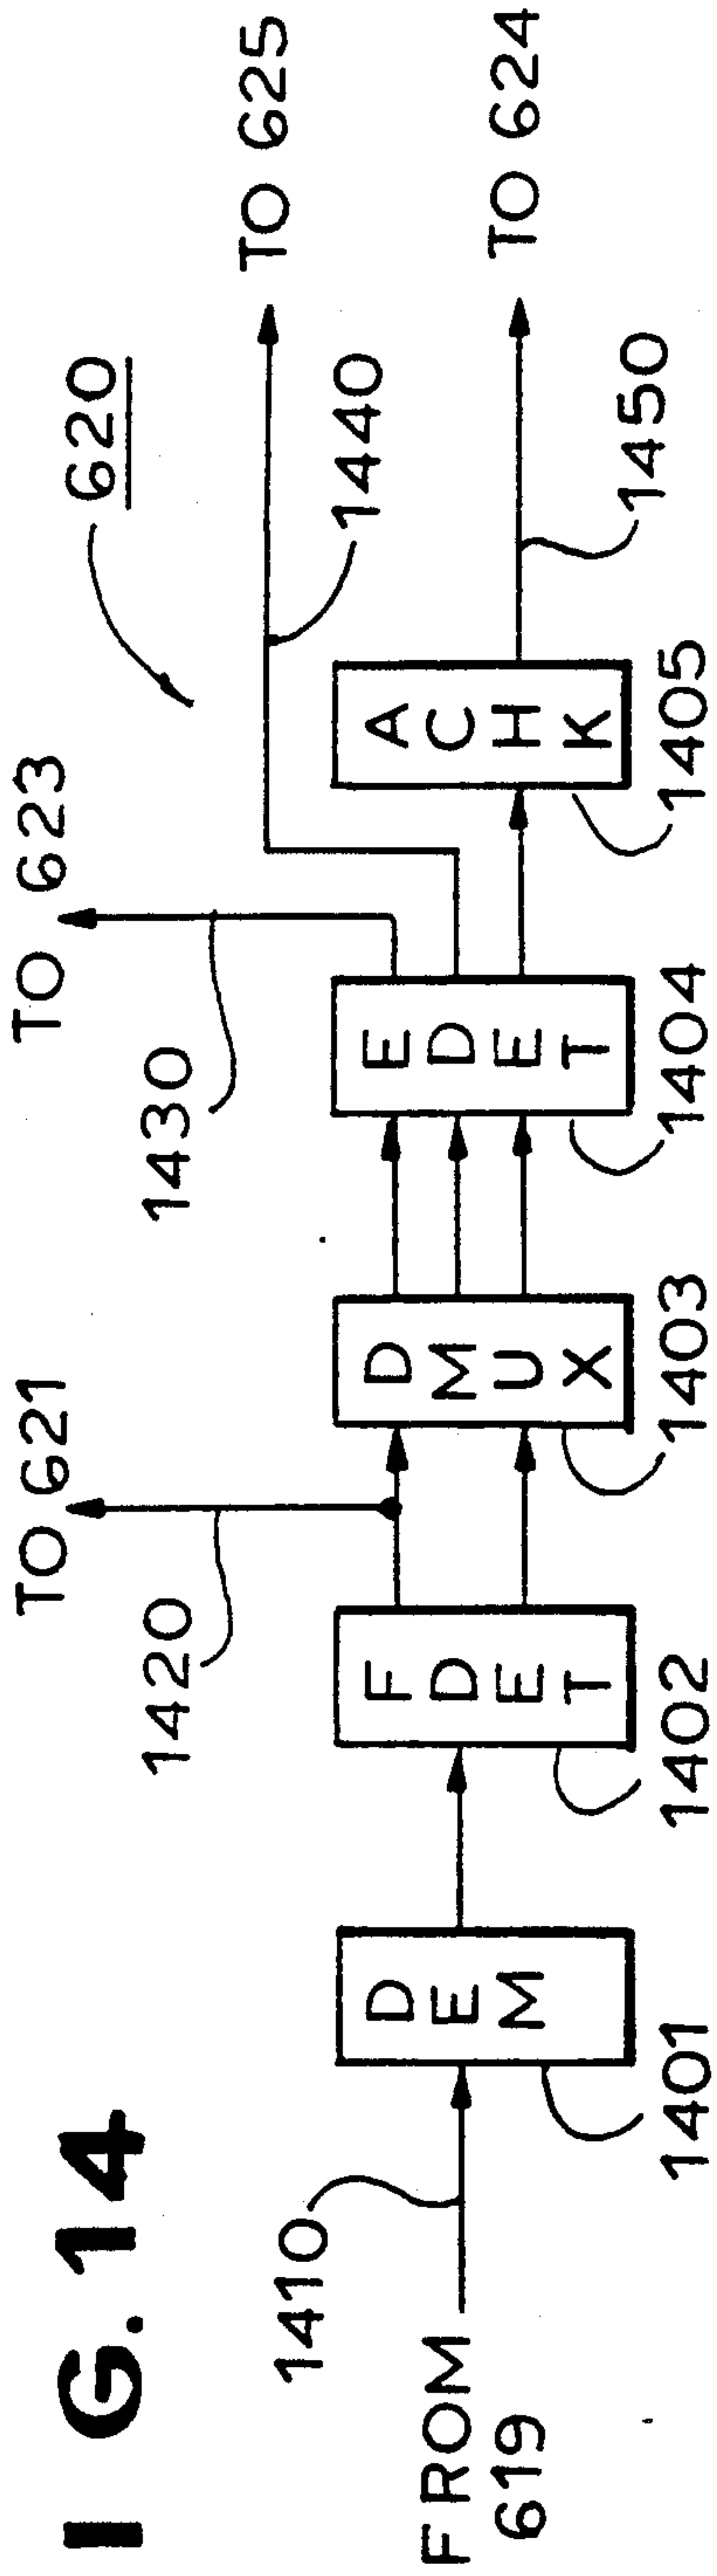 I G. 14
FROM
619
1410
DEM
1401
1420
TO 621
FDET
1402
DMUX
1403
1430
TO 623
EDET
1404
620
ACHK
1405
1440
TO 625
1450
TO 624